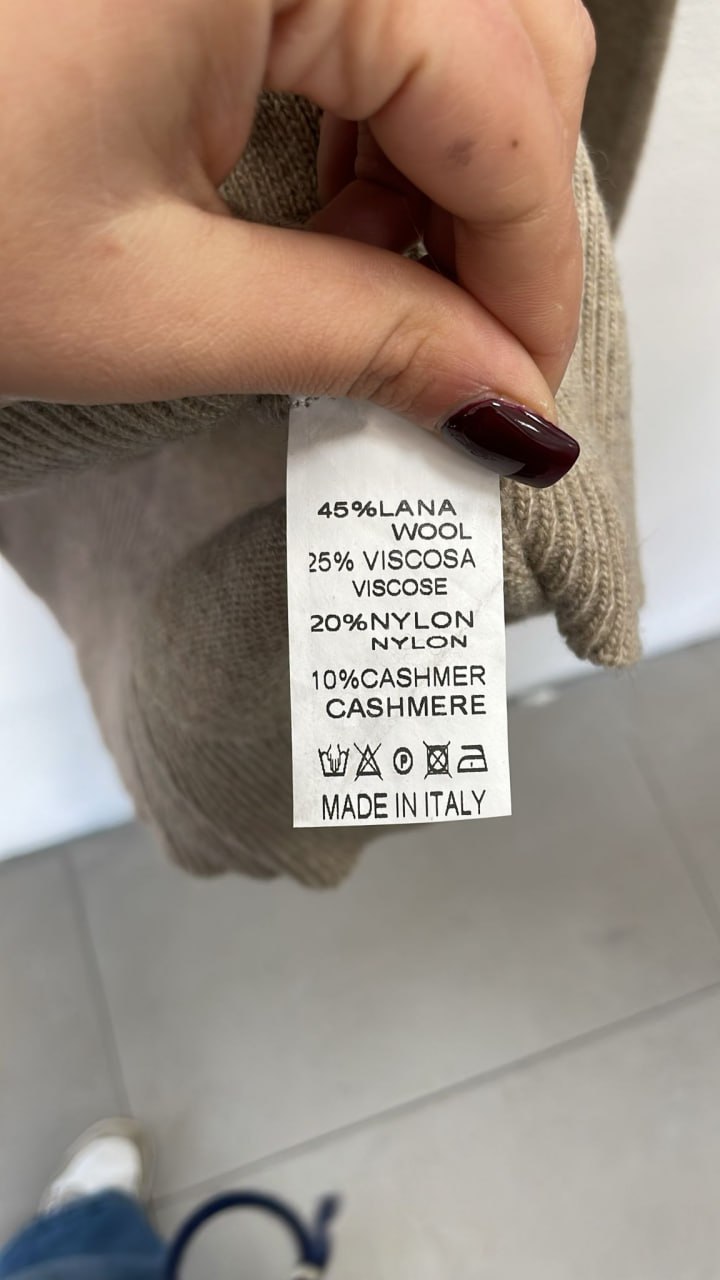 45%LANA
WOOL
25% VISCOSA
VISCOSE
20%NYLON
NYLON
10%CASHMER
CASHMERE
P
MADE IN ITALY